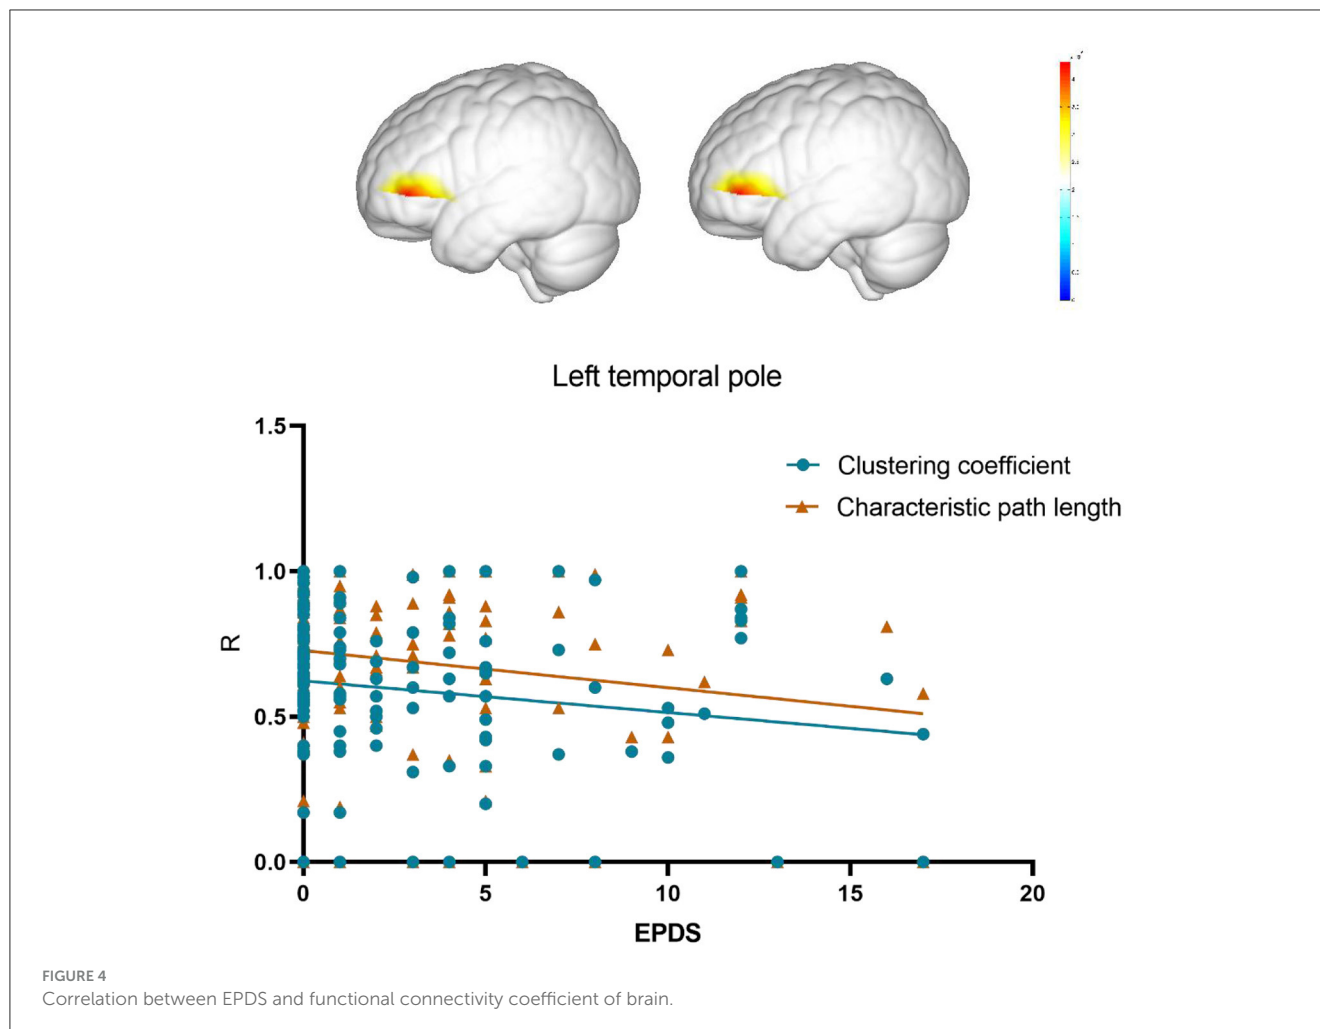 Left temporal pole
1.5
Clustering coefficient
Characteristic path length
1.0
R
0.5
0.0
0 5 10 15 20
EPDS
FIGURE 4
Correlation between EPDS and functional connectivity coefficient of brain.